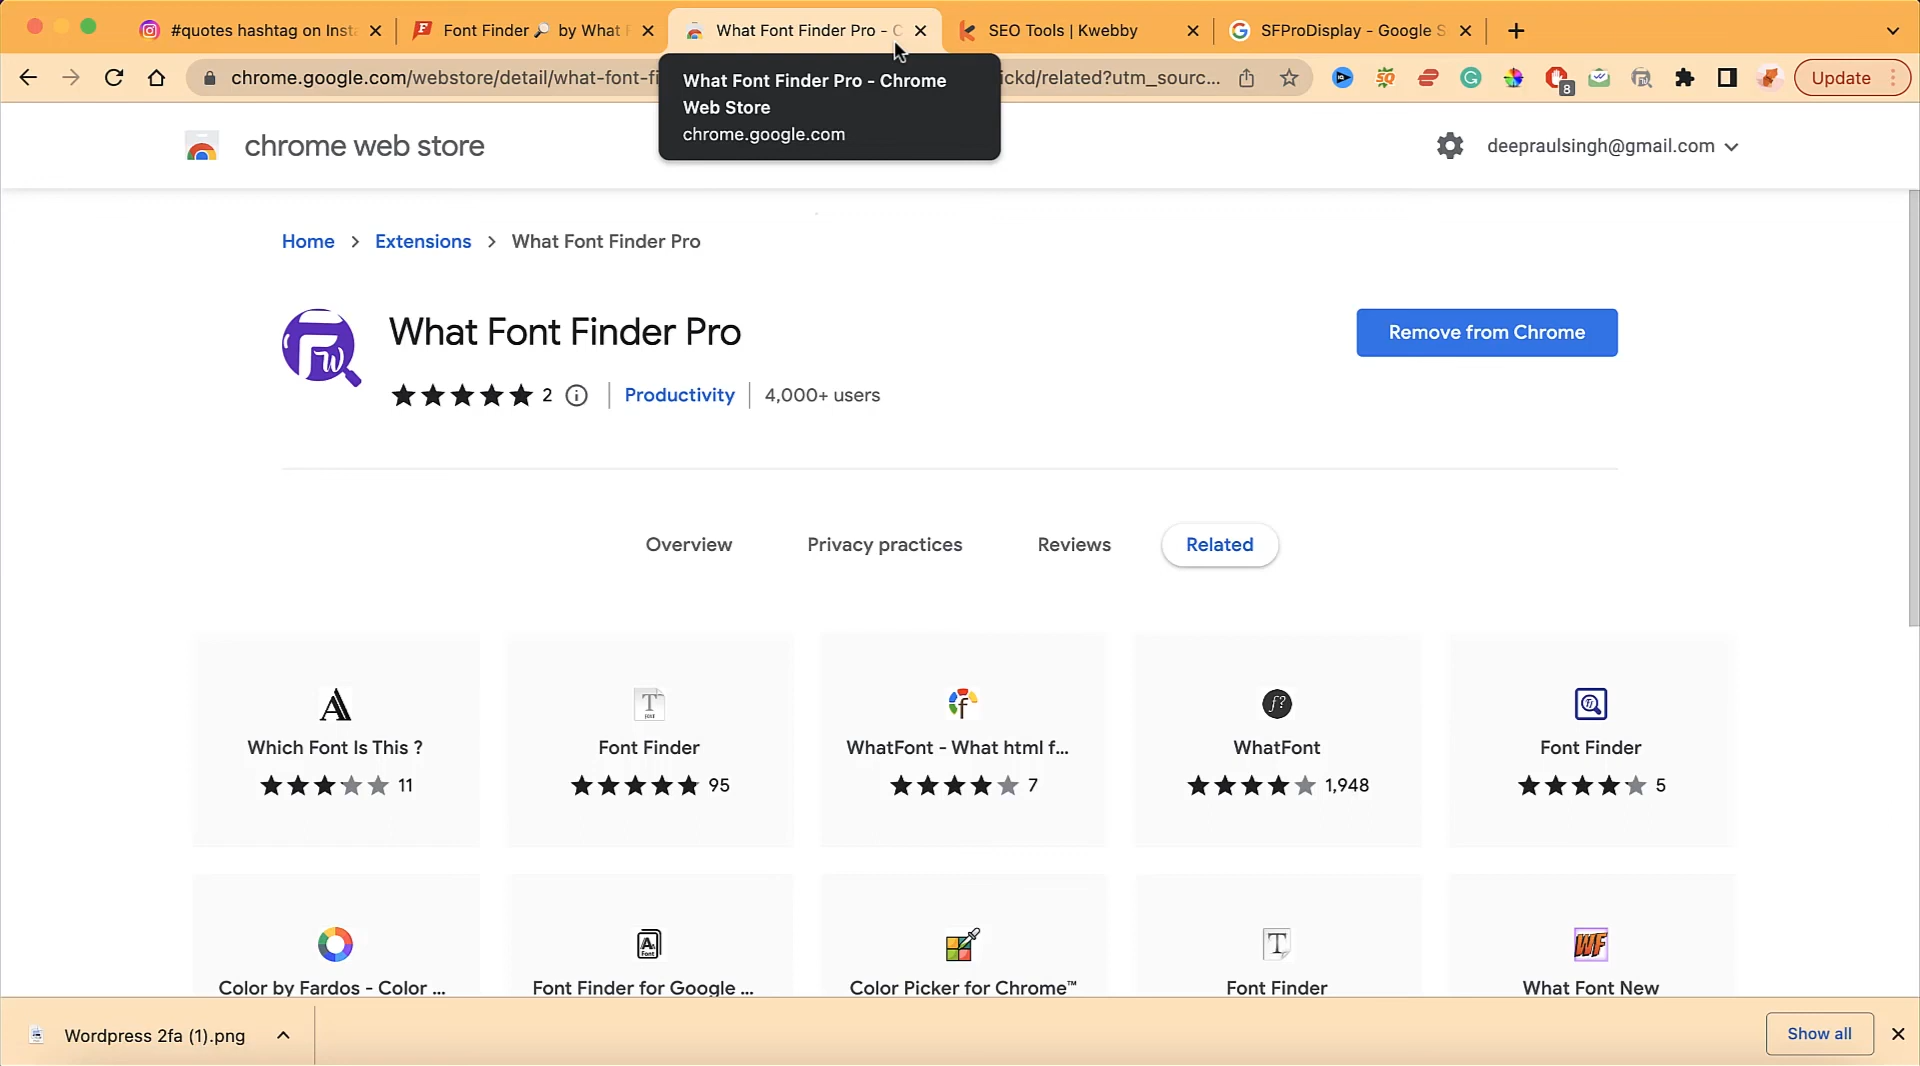 #quotes hashtag on Inst
Font Finder 🔎 by What F
What Font Finder Pro - C
SEO Tools | Kwebby
SFProDisplay - Google S
chrome.google.com/webstore/detail/what-font-fi
ickd/related?utm_sourc...
8
Update
What Font Finder Pro - Chrome
Web Store
chrome.google.com
chrome web store
deepraulsingh@gmail.com
Home > Extensions > What Font Finder Pro
What Font Finder Pro
Remove from Chrome
2
Productivity
4,000+ users
Overview
Privacy practices
Reviews
Related
Which Font Is This ?
Font Finder
WhatFont - What html f...
WhatFont
Font Finder
11
95
7
1,948
5
Color by Fardos - Color ...
Font Finder for Google ...
Color Picker for Chrome™
Font Finder
What Font New
Wordpress 2fa (1).png
Show all